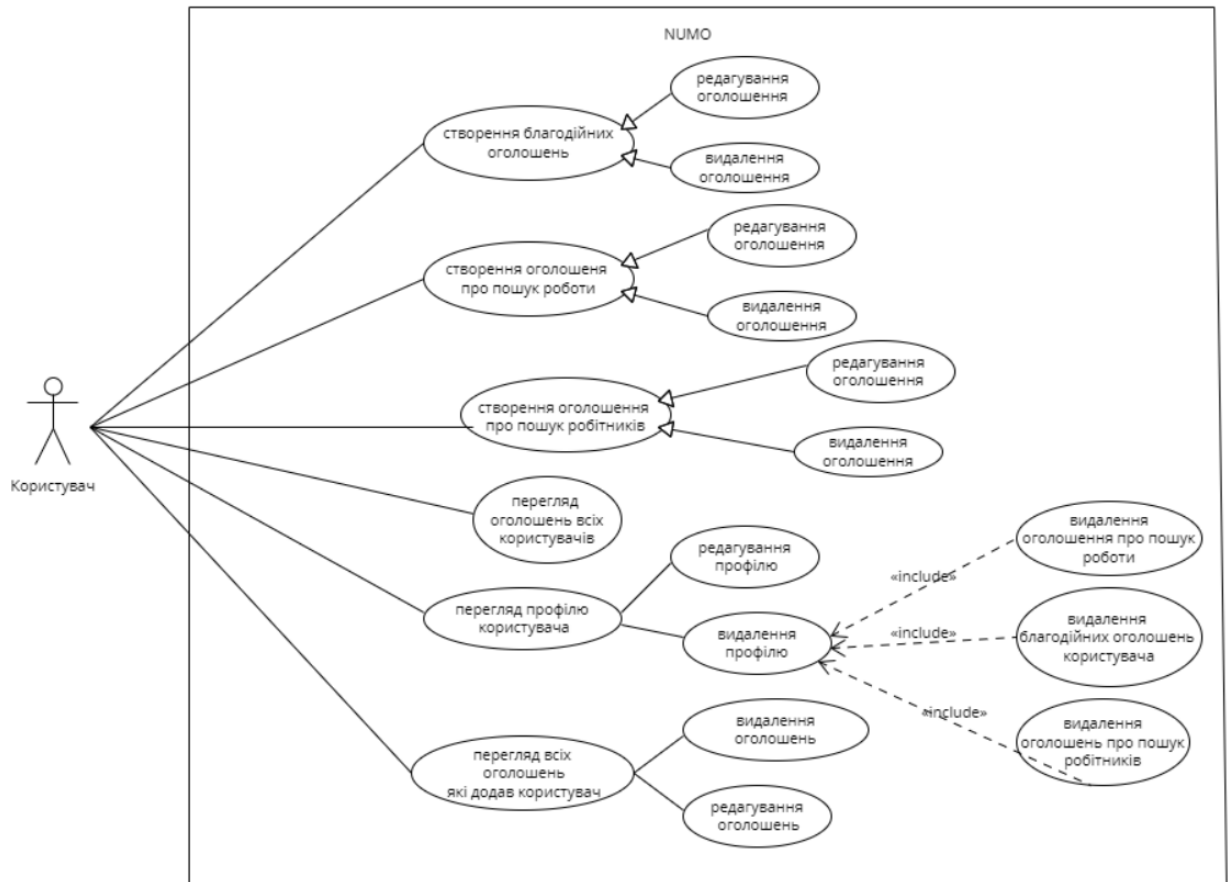 NUMO
редагування
оголошення
створення благодійних
оголошень
видалення
оголошення
редагування
оголошення
створення оголошеня
про пошук роботи
видалення
оголошення
редагування
оголошення
створення оголошення
про пошук робітників
видалення
оголошення
Користувач
перегляд
оголошень всіх
користувачів
редагування
профілю
перегляд профілю
користувача
видалення
профілю
«include»
видалення
оголошення про пошук
роботи
«include»
видалення
благодійних оголошень
користувача
«include»
видалення
оголошень про пошук
робітників
перегляд всіх
оголошень
які додав користувач
видалення
оголошень
редагування
оголошень